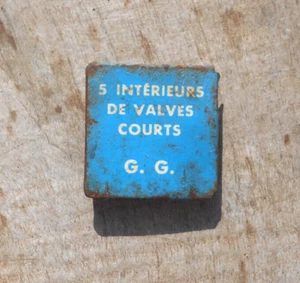 5 INTÉRIEURS
DE VALVES
COURTS
G. G.